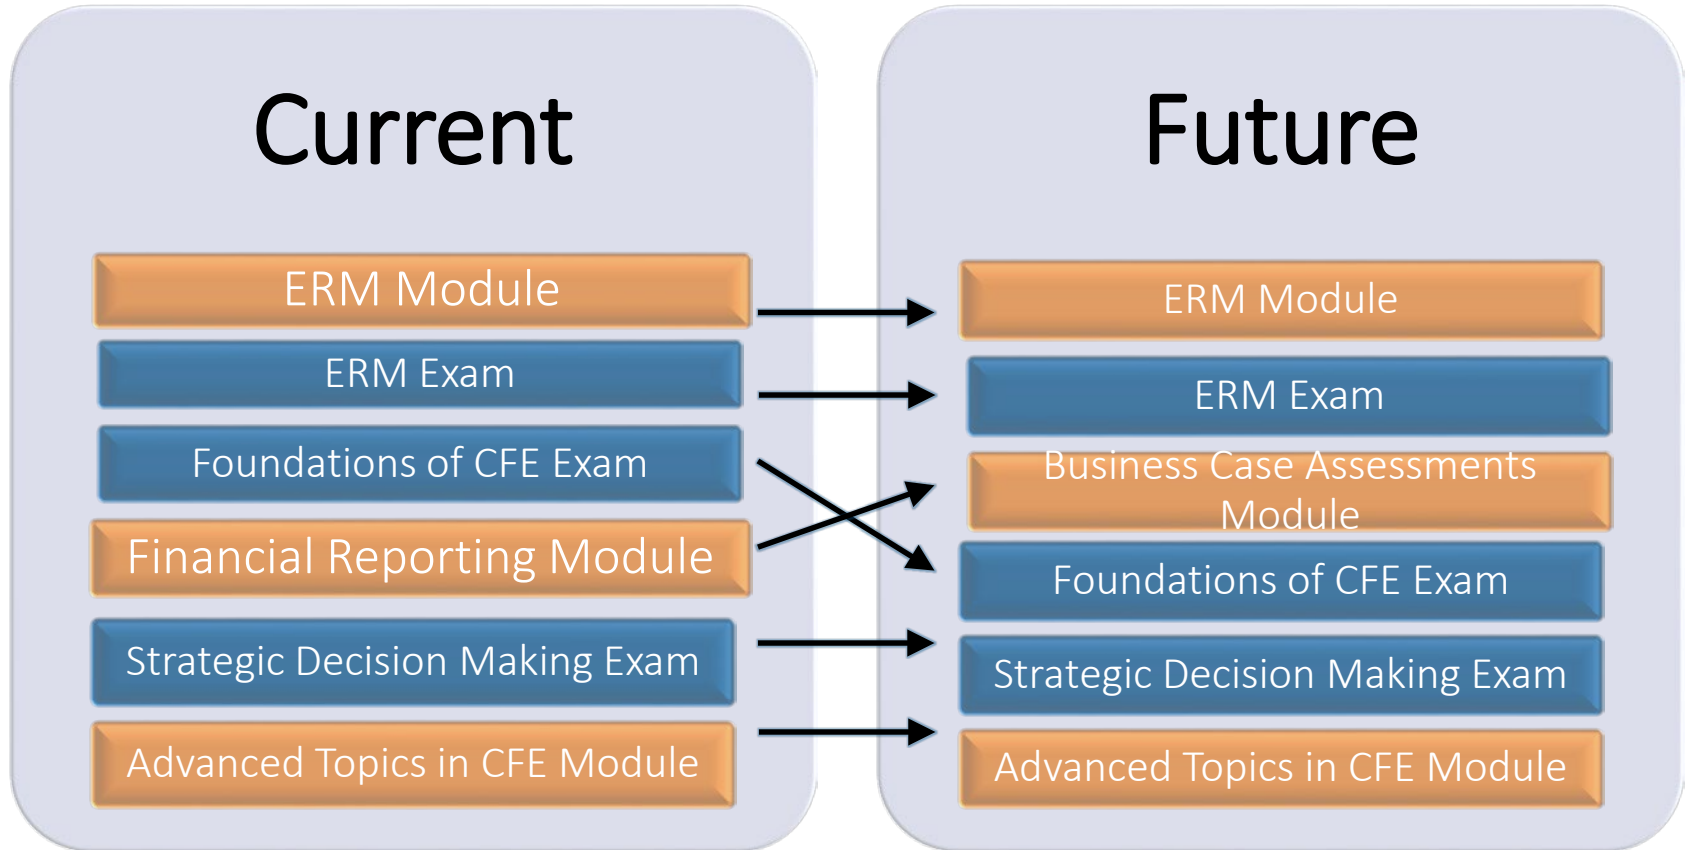 Current
ERM Module
ERM Exam
Foundations of CFE Exam
Financial Reporting Module
Strategic Decision Making Exam
Advanced Topics in CFE Module
Future
ERM Module
ERM Exam
Business Case Assessments
Module
Foundations of CFE Exam
Strategic Decision Making Exam
Advanced Topics in CFE Module